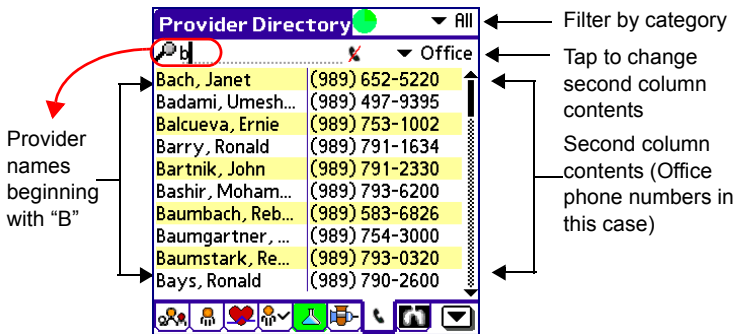 Provider Directory
All
b
Office
Bach, Janet (989) 652-5220
Badami, Umesh... (989) 497-9395
Balcueva, Ernie (989) 753-1002
Barry, Ronald (989) 791-1634
Bartnik, John (989) 791-2330
Bashir, Moham... (989) 793-6200
Baumbach, Reb... (989) 583-6826
Baumgartner, ... (989) 754-3000
Baumstark, Re... (989) 793-0320
Bays, Ronald (989) 790-2600
Provider
names
beginning
with “B”
Filter by category
Tap to change
second column
contents
Second column
contents (Office
phone numbers in
this case)